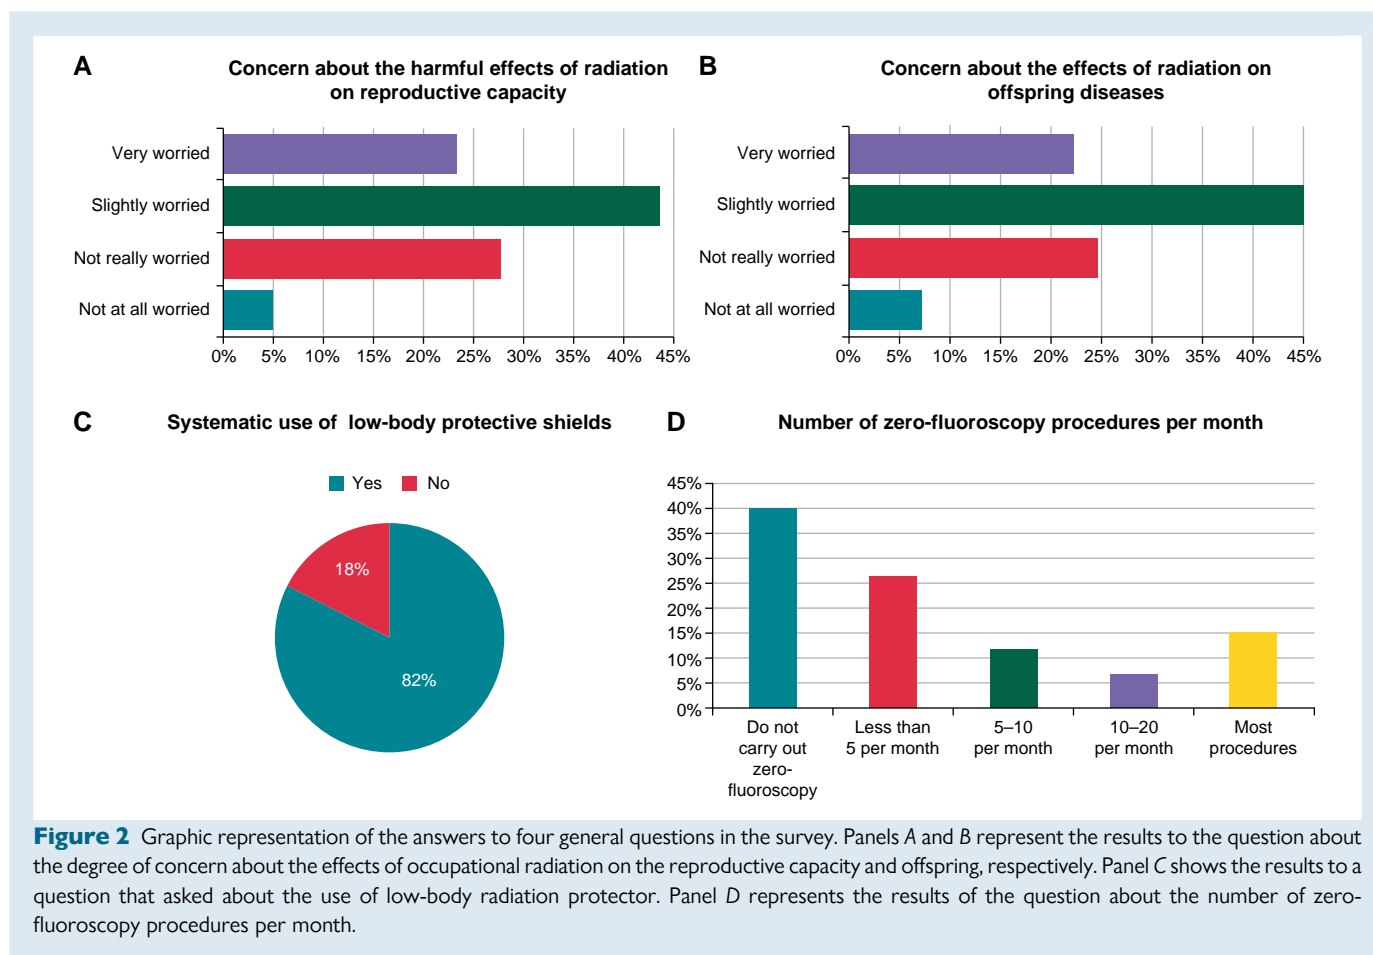 A
Concern about the harmful effects of radiation
on reproductive capacity
Very worried
Slightly worried
Not really worried
Not at all worried
0% 5% 10% 15% 20% 25% 30% 35% 40% 45%
B
Concern about the effects of radiation on
offspring diseases
Very worried
Slightly worried
Not really worried
Not at all worried
0% 5% 10% 15% 20% 25% 30% 35% 40% 45%
C
Systematic use of low-body protective shields
Yes No
18%
82%
D
Number of zero-fluoroscopy procedures per month
45%
40%
35%
30%
25%
20%
15%
10%
5%
0%
Do not
carry out
zero-
fluoroscopy
Less than
5 per month
5–10
per month
10–20
per month
Most
procedures
Figure 2 Graphic representation of the answers to four general questions in the survey. Panels A and B represent the results to the question about
the degree of concern about the effects of occupational radiation on the reproductive capacity and offspring, respectively. Panel C shows the results to a
question that asked about the use of low-body radiation protector. Panel D represents the results of the question about the number of zero-
fluoroscopy procedures per month.